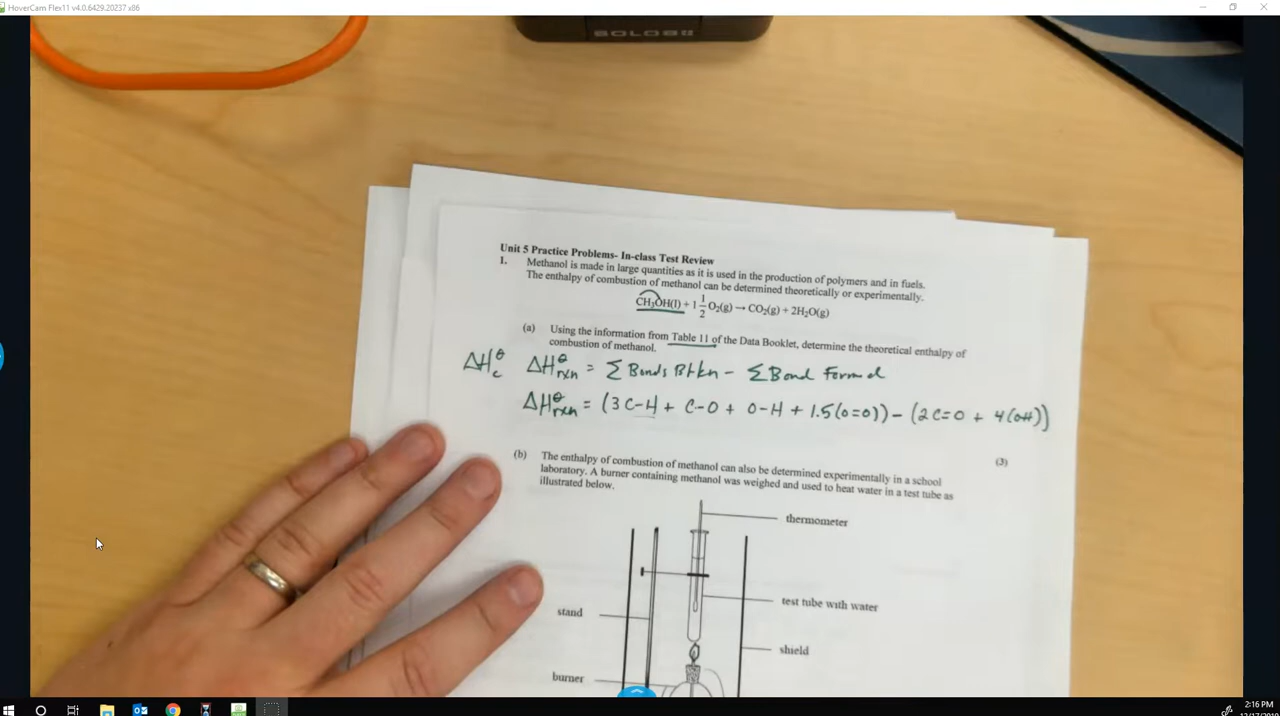 HoverCam Flex11 v4.0.6429.20237 x86
SOLO8
Unit 5 Practice Problems- In-class Test Review
1. Methanol is made in large quantities as it is used in the production of polymers and in fuels.
The enthalpy of combustion of methanol can be determined theoretically or experimentally.
CH₃OH(l) + 1 1/2 O₂(g) → CO₂(g) + 2H₂O(g)
(a) Using the information from Table 11 of the Data Booklet, determine the theoretical enthalpy of
combustion of methanol.
ΔH°c ΔH°rxn = Σ Bonds Brkn - Σ Bond Formed
ΔH°rxn = (3 C-H + C-O + O-H + 1.5(O=O)) - (2C=O + 4(OH))
(3)
(b) The enthalpy of combustion of methanol can also be determined experimentally in a school
laboratory. A burner containing methanol was weighed and used to heat water in a test tube as
illustrated below.
thermometer
test tube with water
stand
shield
burner
2:16 PM